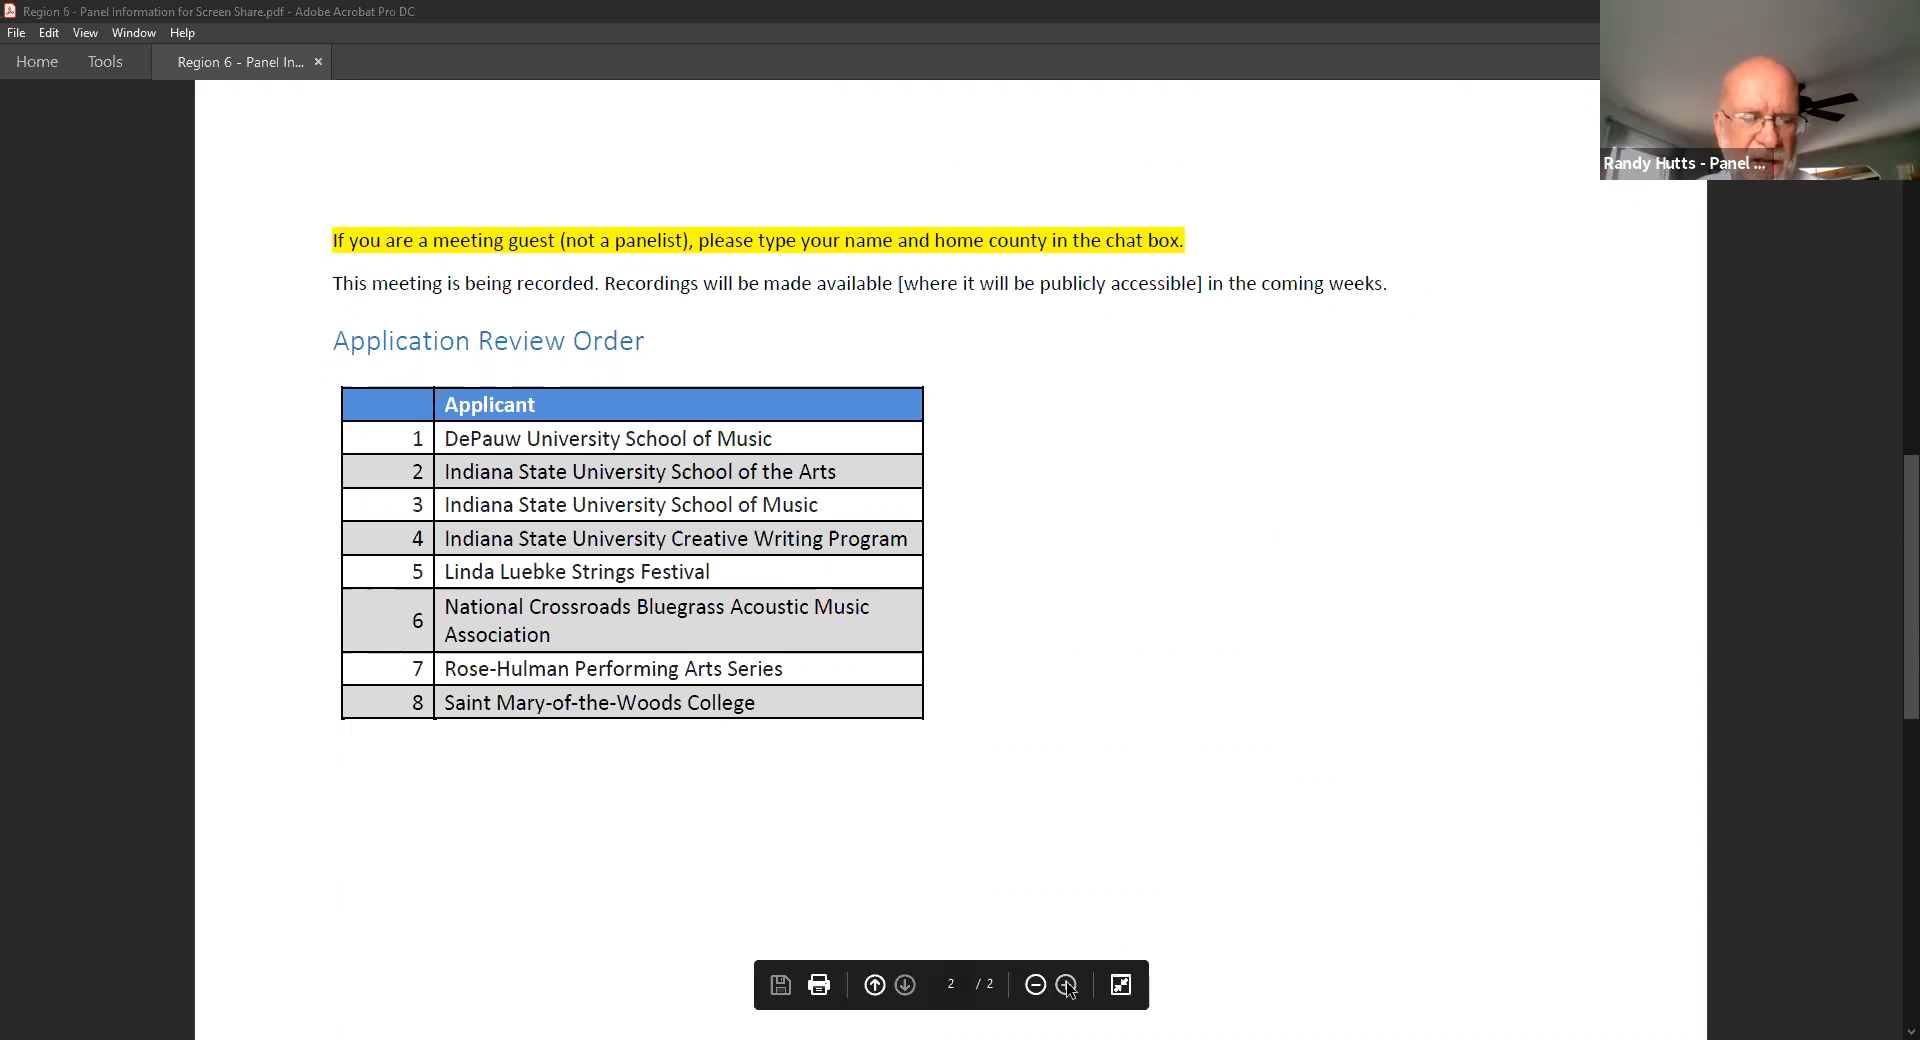 Region 6 - Panel Information for Screen Share.pdf - Adobe Acrobat Pro DC
File Edit View Window Help
Home Tools Region 6 - Panel In... ×
Randy Hutts - Panel ...
If you are a meeting guest (not a panelist), please type your name and home county in the chat box.
This meeting is being recorded. Recordings will be made available [where it will be publicly accessible] in the coming weeks.
Application Review Order
Applicant
1 DePauw University School of Music
2 Indiana State University School of the Arts
3 Indiana State University School of Music
4 Indiana State University Creative Writing Program
5 Linda Luebke Strings Festival
6 National Crossroads Bluegrass Acoustic Music
Association
7 Rose-Hulman Performing Arts Series
8 Saint Mary-of-the-Woods College
2 / 2